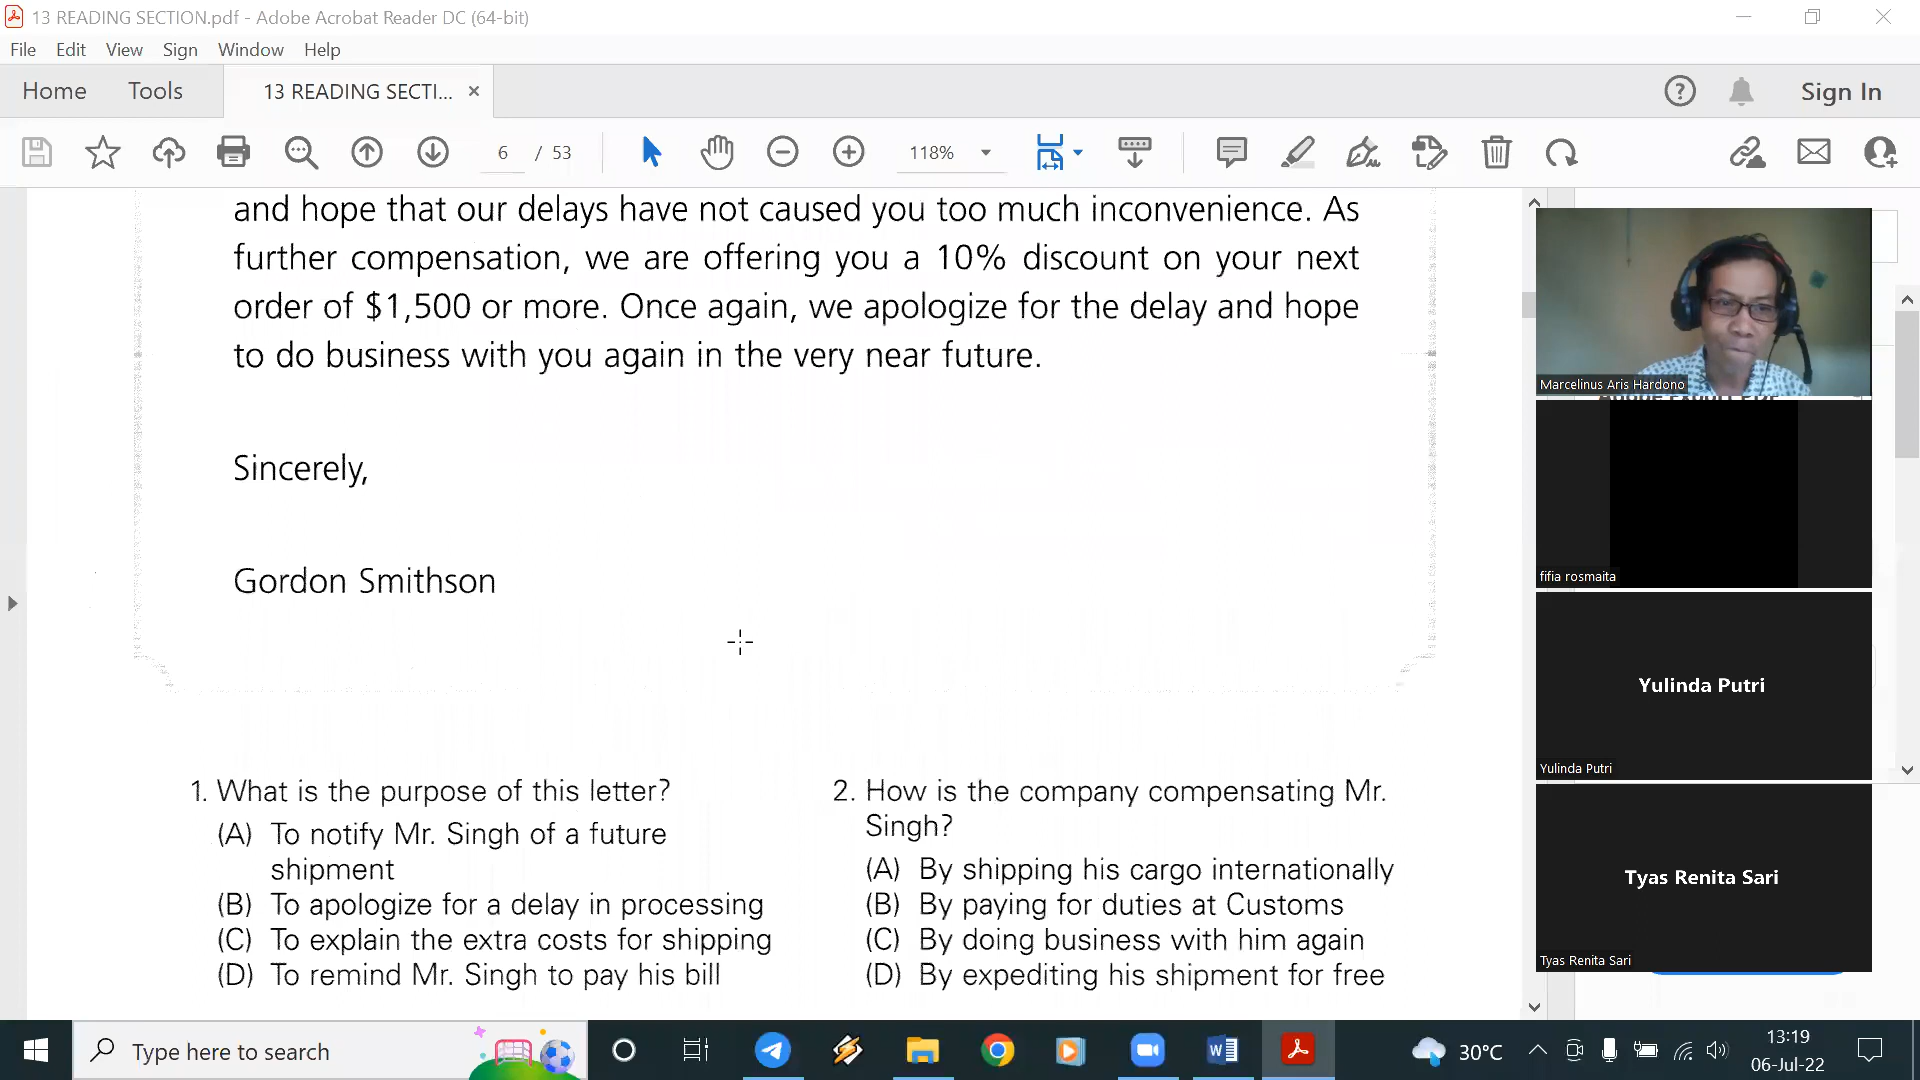 13 READING SECTION.pdf - Adobe Acrobat Reader DC (64-bit)
File Edit View Sign Window Help
Home Tools 13 READING SECTI... × Sign In
6 / 53 118%
and hope that our delays have not caused you too much inconvenience. As
further compensation, we are offering you a 10% discount on your next
order of $1,500 or more. Once again, we apologize for the delay and hope
to do business with you again in the very near future.
Sincerely,
Gordon Smithson
1. What is the purpose of this letter?
(A) To notify Mr. Singh of a future
shipment
(B) To apologize for a delay in processing
(C) To explain the extra costs for shipping
(D) To remind Mr. Singh to pay his bill
2. How is the company compensating Mr.
Singh?
(A) By shipping his cargo internationally
(B) By paying for duties at Customs
(C) By doing business with him again
(D) By expediting his shipment for free
Marcelinus Aris Hardono
fifia rosmaita
Yulinda Putri
Yulinda Putri
Tyas Renita Sari
Tyas Renita Sari
Type here to search
30°C
13:19
06-Jul-22